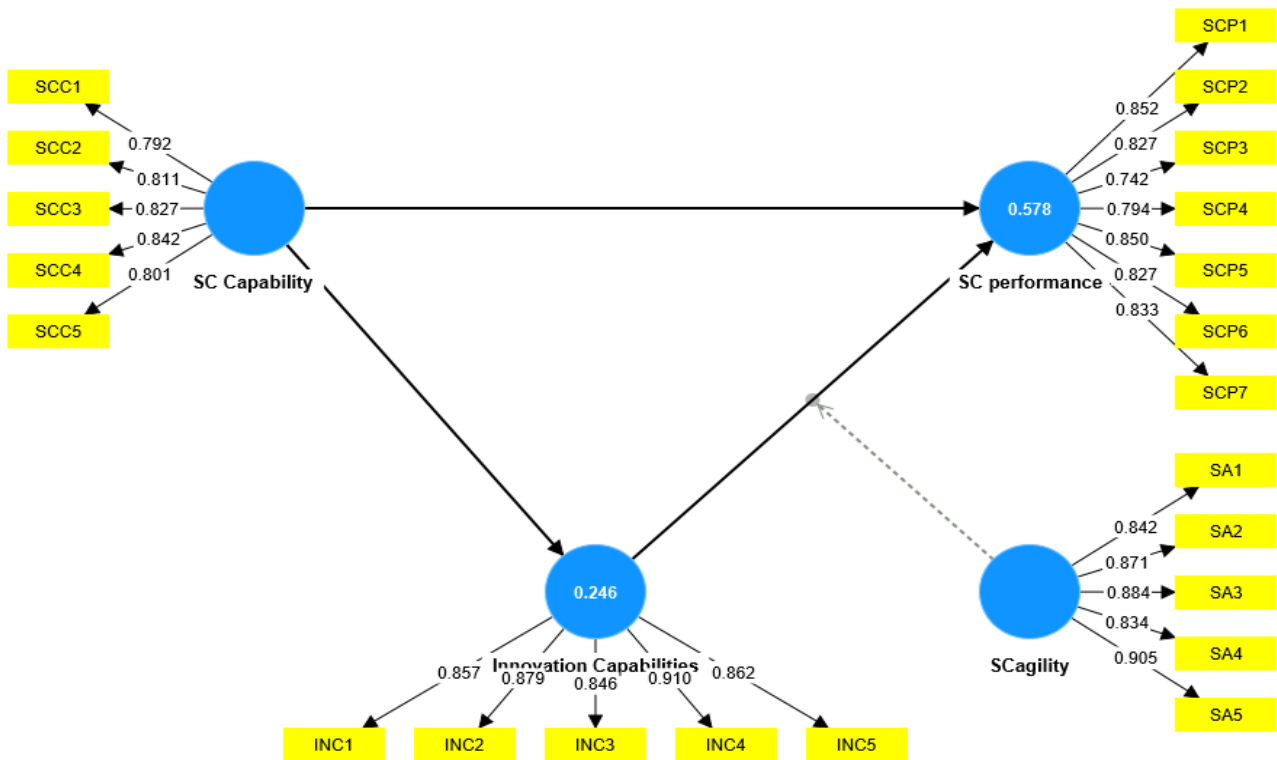 SCC1
SCC2
SCC3
SCC4
SCC5
0.792
0.811
0.827
0.842
0.801
SC Capability
SCP1
SCP2
SCP3
SCP4
SCP5
SCP6
SCP7
0.852
0.827
0.742
0.794
0.850
0.827
0.833
0.578
SC performance
0.246
Innovation Capabilities
0.857
0.879
0.846
0.910
0.862
INC1
INC2
INC3
INC4
INC5
SCagility
0.842
0.871
0.884
0.834
0.905
SA1
SA2
SA3
SA4
SA5